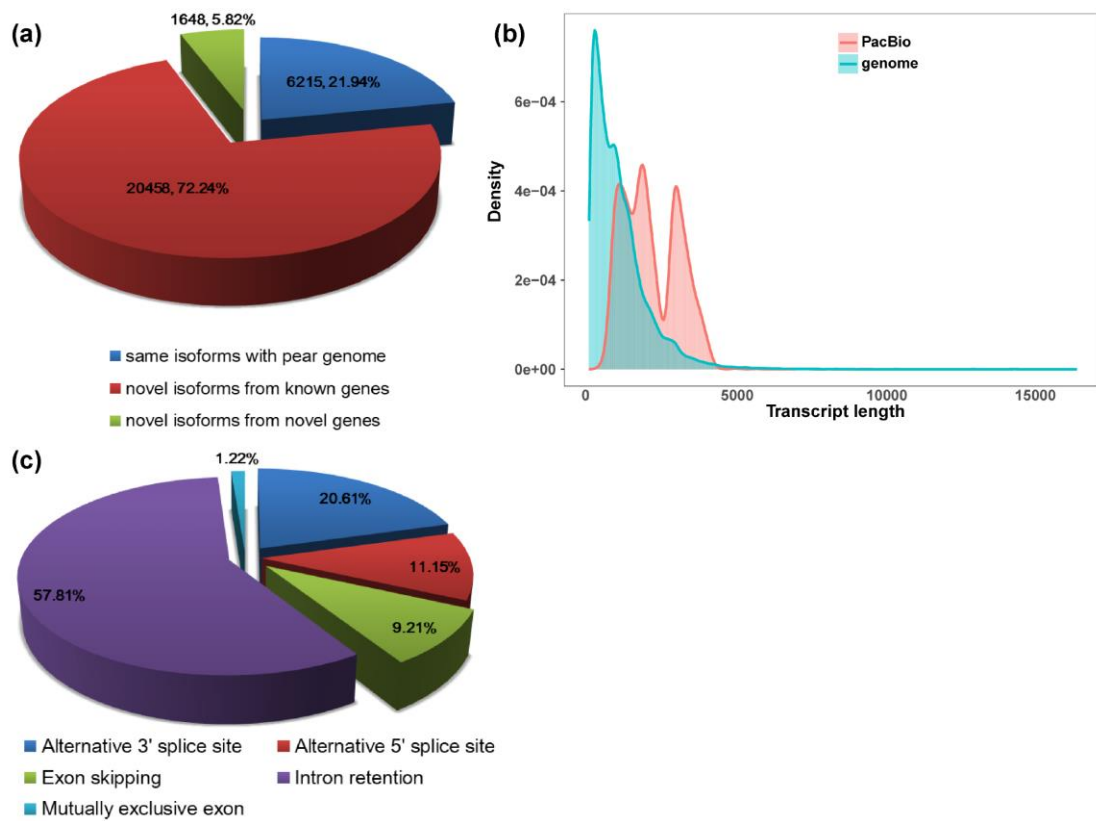 (a)
1648, 5.82%
6215, 21.94%
20458, 72.24%
same isoforms with pear genome
novel isoforms from known genes
novel isoforms from novel genes
(b)
PacBio
genome
Density
6e−04
4e−04
2e−04
0e+00
0 5000 10000 15000
Transcript length
(c)
1.22%
20.61%
11.15%
9.21%
57.81%
Alternative 3' splice site Alternative 5' splice site
Exon skipping Intron retention
Mutually exclusive exon